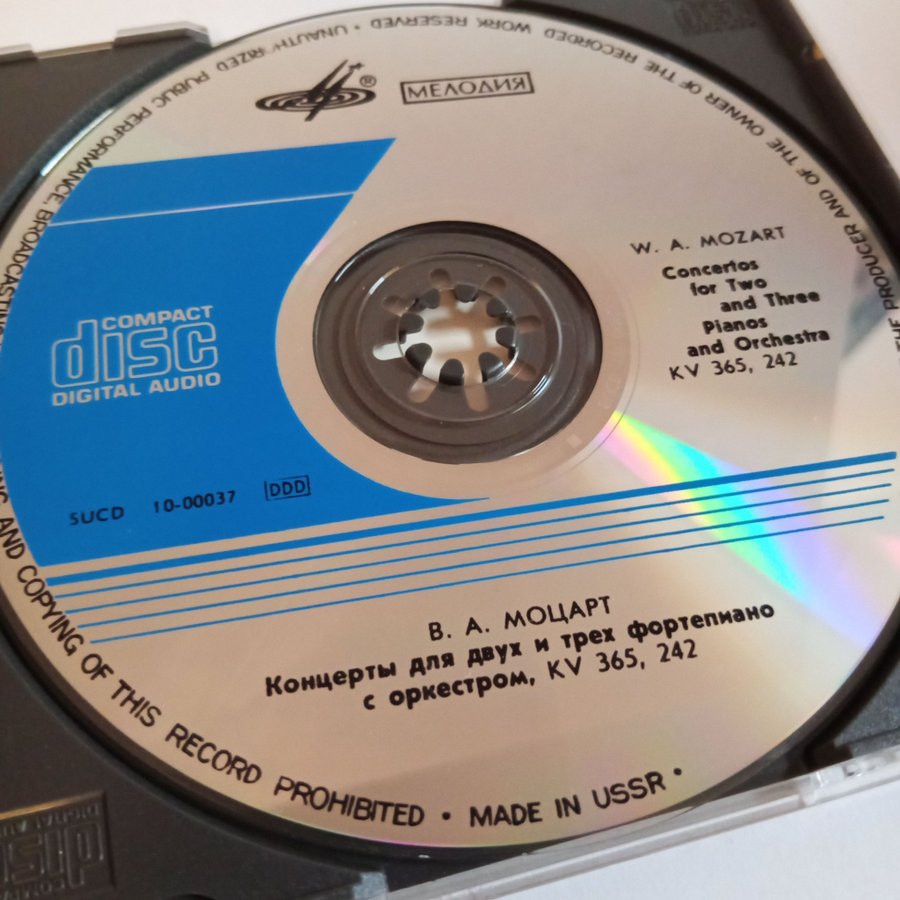 THE PRODUCER AND OF THE OWNER OF THE RECORDED WORK RESERVED • UNAUTHORIZED PUBLIC PERFORMANCE, BROADCASTING AND COPYING OF THIS RECORD PROHIBITED • MADE IN USSR •
® МЕЛОДИЯ
W. A. MOZART
Concertos
for Two
and Three
Pianos
and Orchestra
KV 365, 242
COMPACT
disc
DIGITAL AUDIO
SUCD 10-00037 DDD
В. А. МОЦАРТ
Концерты для двух и трех фортепиано
с оркестром, KV 365, 242